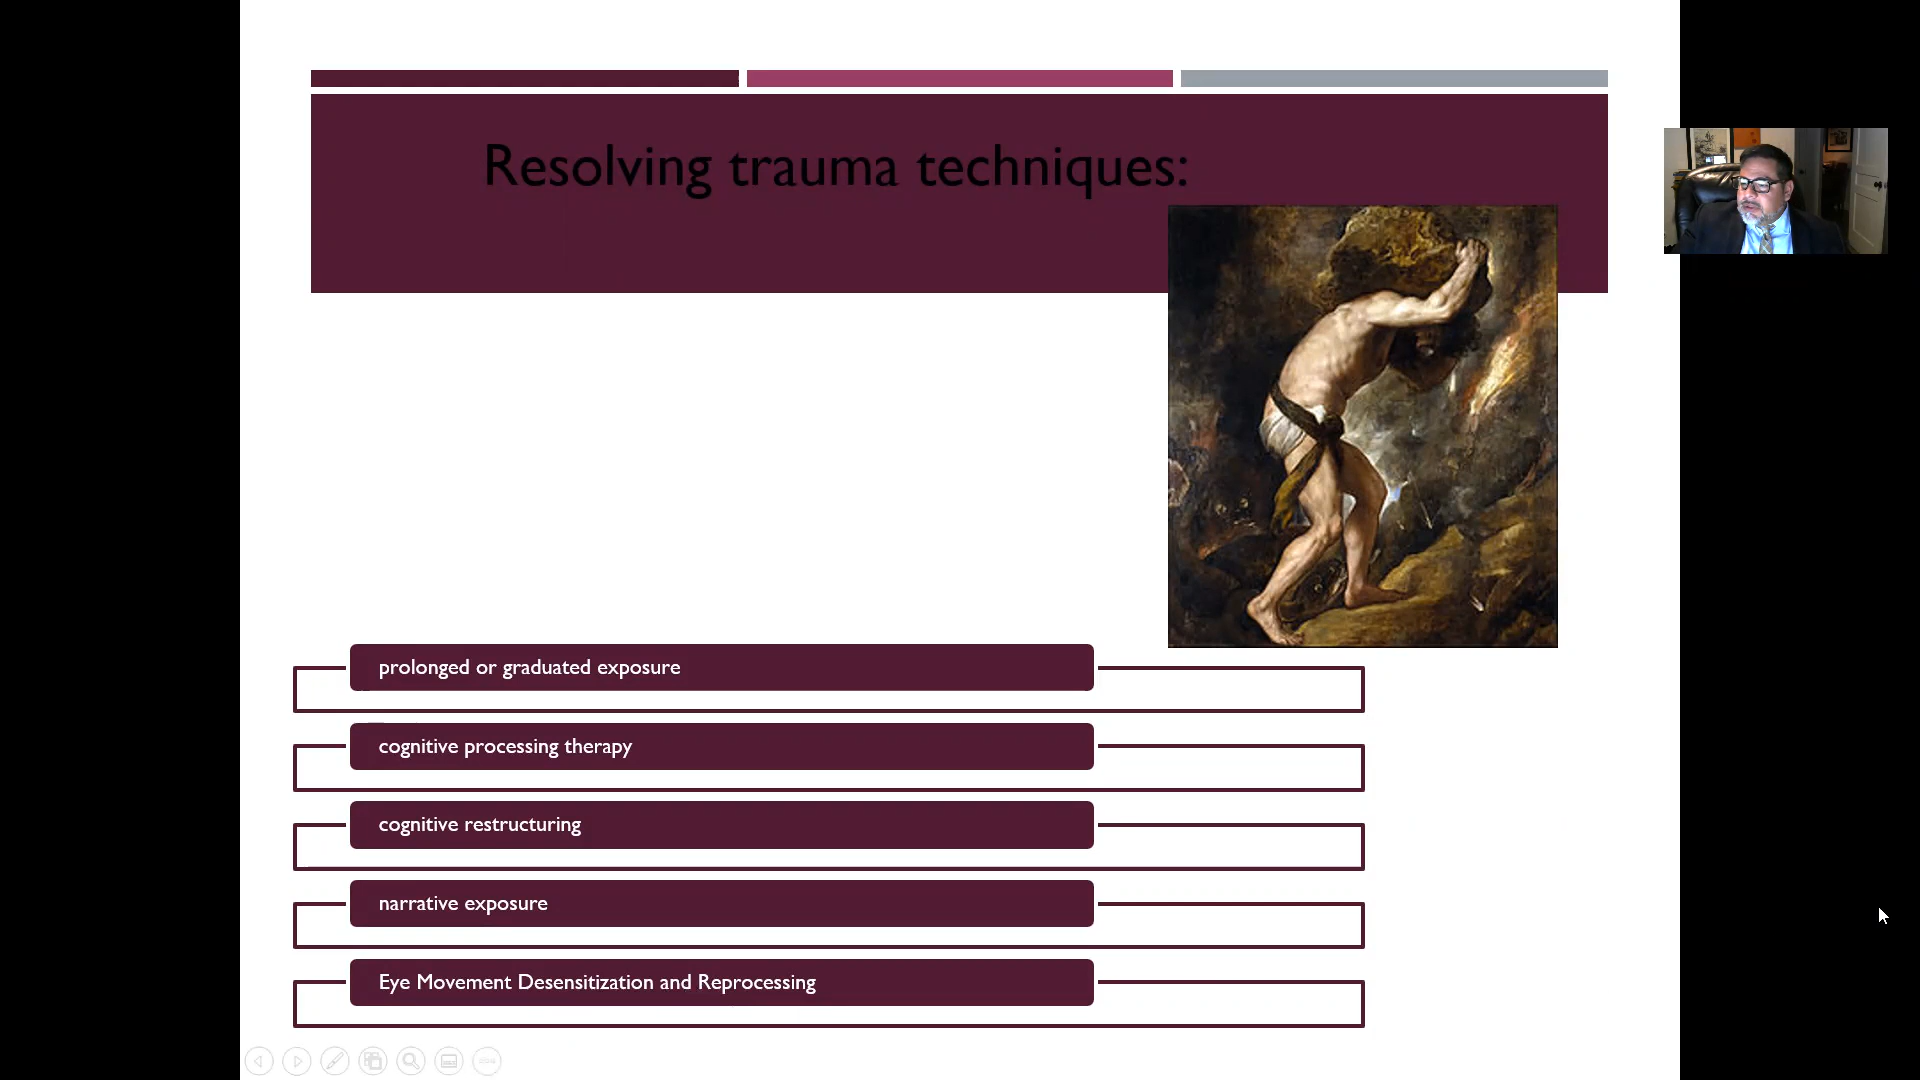 Resolving trauma techniques:
prolonged or graduated exposure
cognitive processing therapy
cognitive restructuring
narrative exposure
Eye Movement Desensitization and Reprocessing